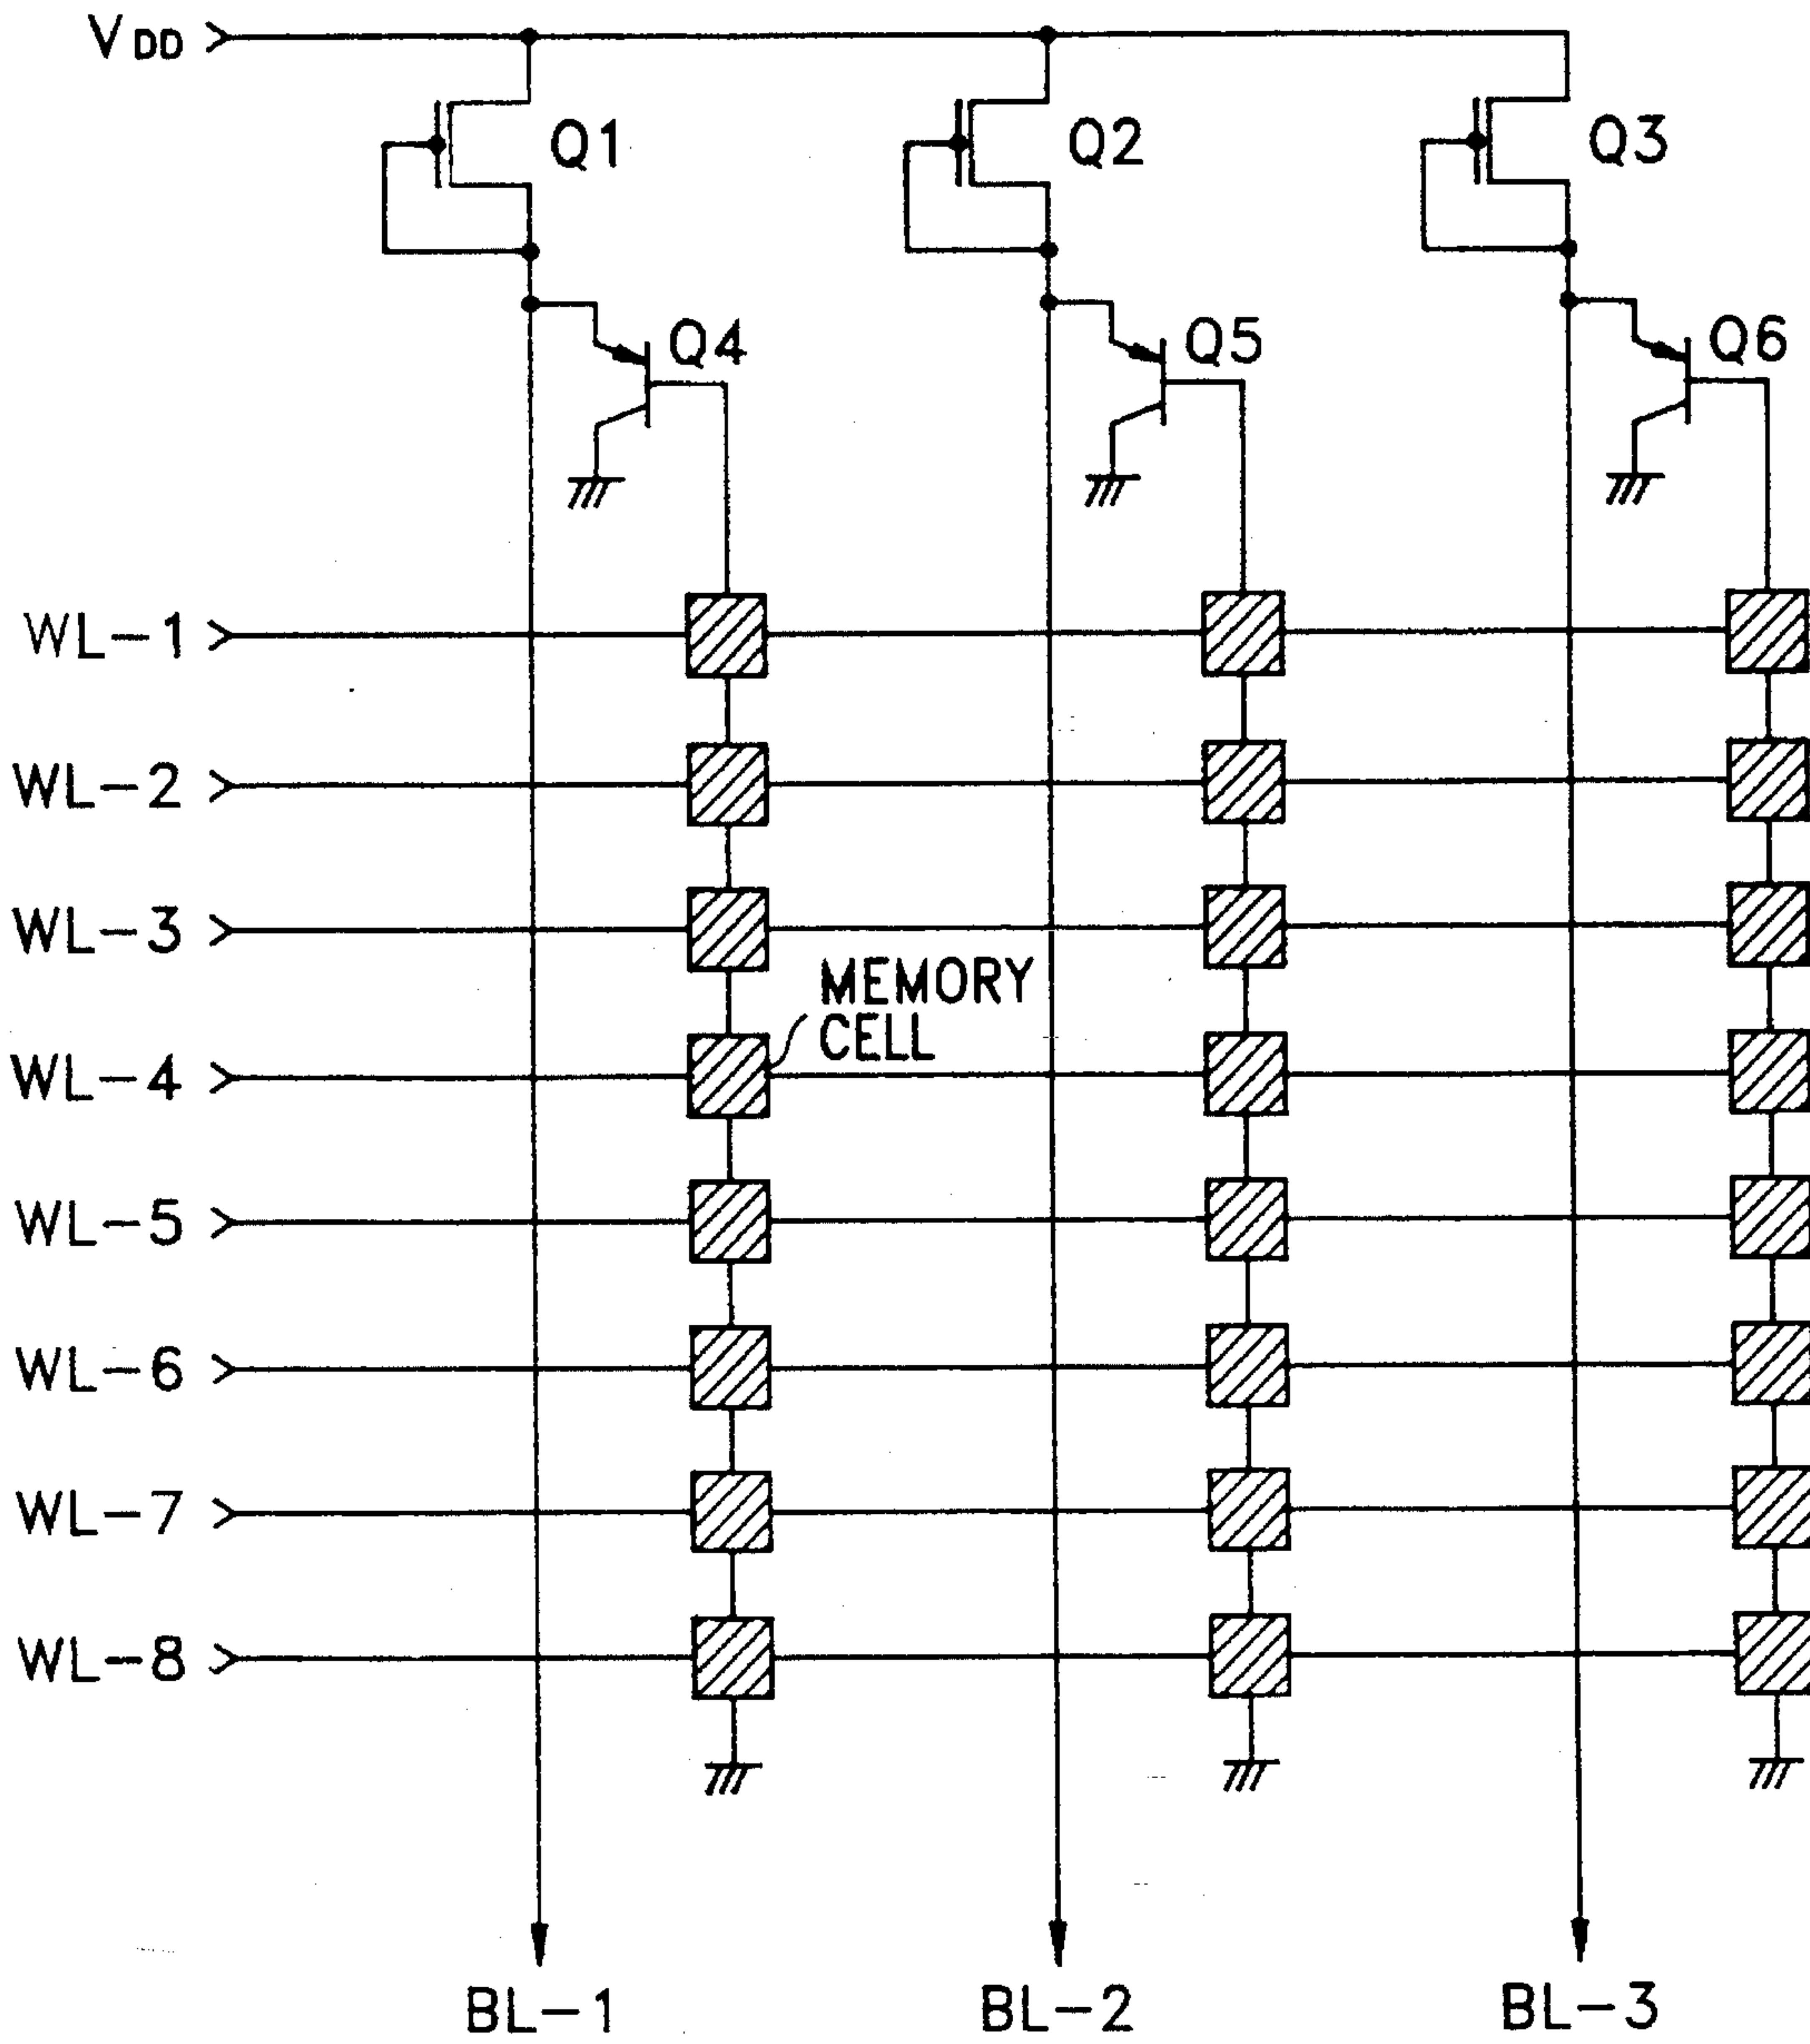 VDD
Q1
Q2
Q3
Q4
Q5
Q6
WL-1
WL-2
WL-3
MEMORY
CELL
WL-4
WL-5
WL-6
WL-7
WL-8
BL-1
BL-2
BL-3